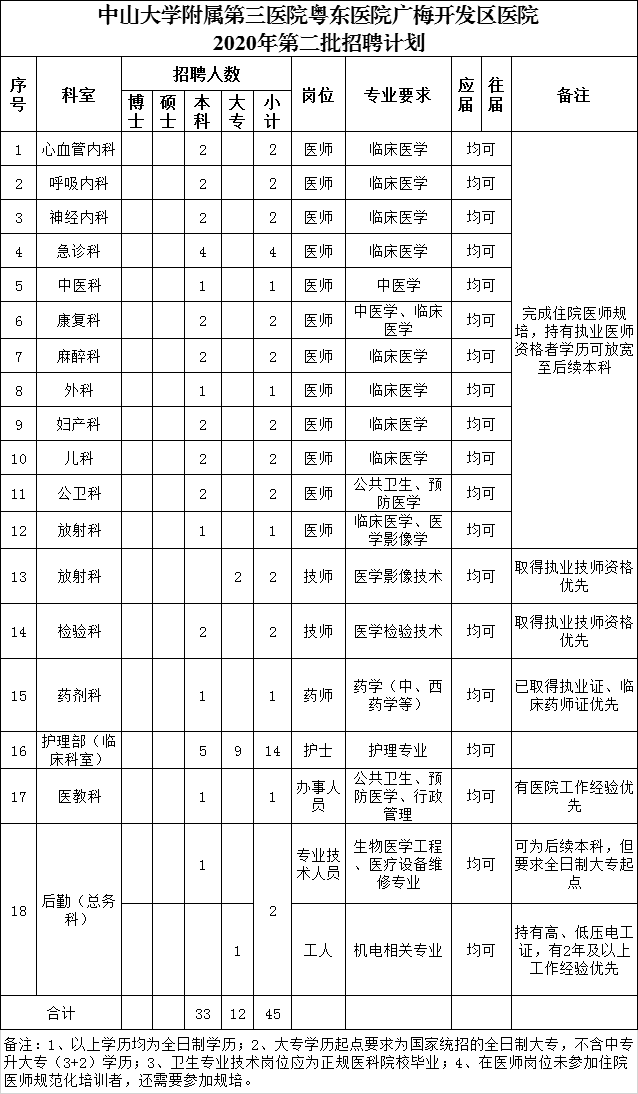 中山大学附属第三医院粤东医院广梅开发区医院
2020年第二批招聘计划
序号 科室 招聘人数 岗位 专业要求 应届 往届 备注
博士 硕士 本科 大专 小计
1 心血管内科 2 2 医师 临床医学 均可
2 呼吸内科 2 2 医师 临床医学 均可
3 神经内科 2 2 医师 临床医学 均可
4 急诊科 4 4 医师 临床医学 均可
5 中医科 1 1 医师 中医学 均可
6 康复科 2 2 医师 中医学、临床
医学 均可
7 麻醉科 2 2 医师 临床医学 均可
8 外科 1 1 医师 临床医学 均可
9 妇产科 2 2 医师 临床医学 均可
10 儿科 2 2 医师 临床医学 均可
11 公卫科 2 2 医师 公共卫生、预
防医学 均可
12 放射科 1 1 医师 临床医学、医
学影像学 均可
完成住院医师规
培，持有执业医师
资格者学历可放宽
至后续本科
13 放射科 2 2 技师 医学影像技术 均可 取得执业技师资格
优先
14 检验科 2 2 技师 医学检验技术 均可 取得执业技师资格
优先
15 药剂科 1 1 药师 药学（中、西
药学等） 均可 已取得执业证、临
床药师证优先
16 护理部（临
床科室） 5 9 14 护士 护理专业 均可
17 医教科 1 1 办事人
员 公共卫生、预
防医学、行政
管理 均可 有医院工作经验优
先
18 后勤（总务
科） 1 2 专业技
术人员 生物医学工程
、医疗设备维
修专业 均可 可为后续本科，但
要求全日制大专起
点
1 工人 机电相关专业 均可 持有高、低压电工
证，有2年及以上
工作经验优先
合计 33 12 45
备注：1、以上学历均为全日制学历；2、大专学历起点要求为国家统招的全日制大专，不含中专
升大专（3+2）学历；3、卫生专业技术岗位应为正规医科院校毕业；4、在医师岗位未参加住院
医师规范化培训者，还需要参加规培。